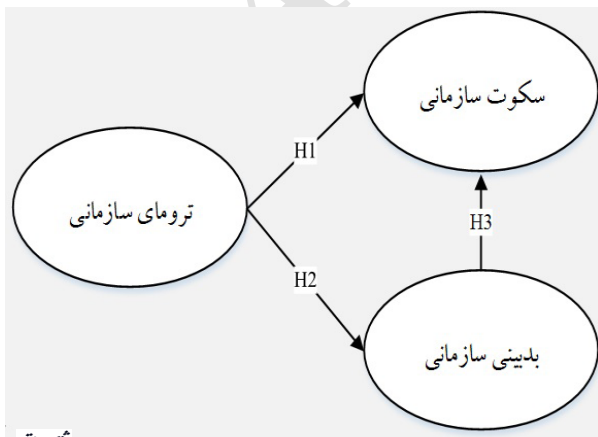 سکوت سازمانی
H1
ترومای سازمانی
H3
H2
بدبینی سازمانی